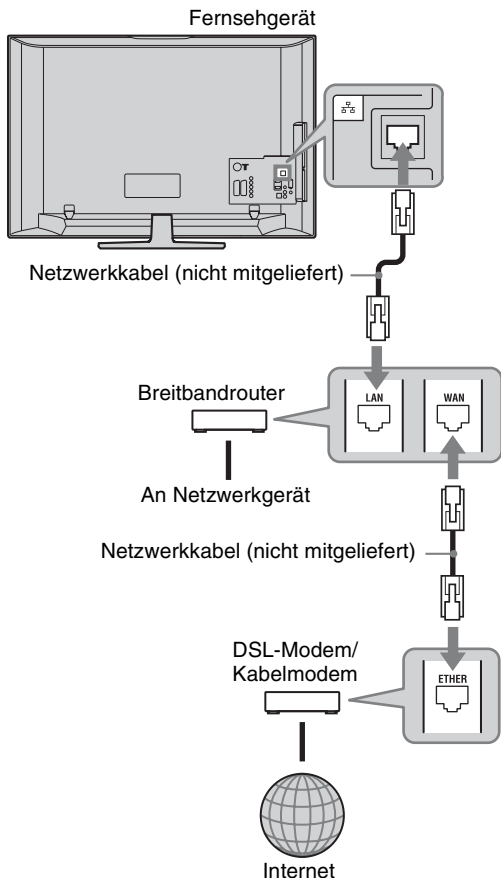 Fernsehgerät
Netzwerkkabel (nicht mitgeliefert)
Breitbandrouter
LAN
WAN
An Netzwerkgerät
Netzwerkkabel (nicht mitgeliefert)
DSL-Modem/
Kabelmodem
ETHER
Internet